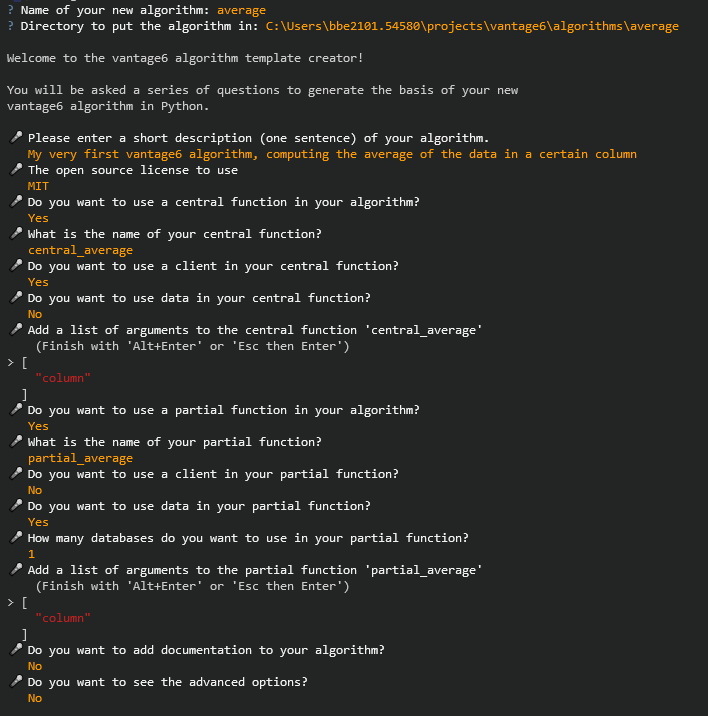 ? Name of your new algorithm: average
? Directory to put the algorithm in: C:\Users\bbe2101.54580\projects\vantage6\algorithms\average
Welcome to the vantage6 algorithm template creator!
You will be asked a series of questions to generate the basis of your new
vantage6 algorithm in Python.
🎤 Please enter a short description (one sentence) of your algorithm.
My very first vantage6 algorithm, computing the average of the data in a certain column
🎤 The open source license to use
MIT
🎤 Do you want to use a central function in your algorithm?
Yes
🎤 What is the name of your central function?
central_average
🎤 Do you want to use a client in your central function?
Yes
🎤 Do you want to use data in your central function?
No
🎤 Add a list of arguments to the central function 'central_average'
(Finish with 'Alt+Enter' or 'Esc then Enter')
> [
"column"
]
🎤 Do you want to use a partial function in your algorithm?
Yes
🎤 What is the name of your partial function?
partial_average
🎤 Do you want to use a client in your partial function?
No
🎤 Do you want to use data in your partial function?
Yes
🎤 How many databases do you want to use in your partial function?
1
🎤 Add a list of arguments to the partial function 'partial_average'
(Finish with 'Alt+Enter' or 'Esc then Enter')
> [
"column"
]
🎤 Do you want to add documentation to your algorithm?
No
🎤 Do you want to see the advanced options?
No